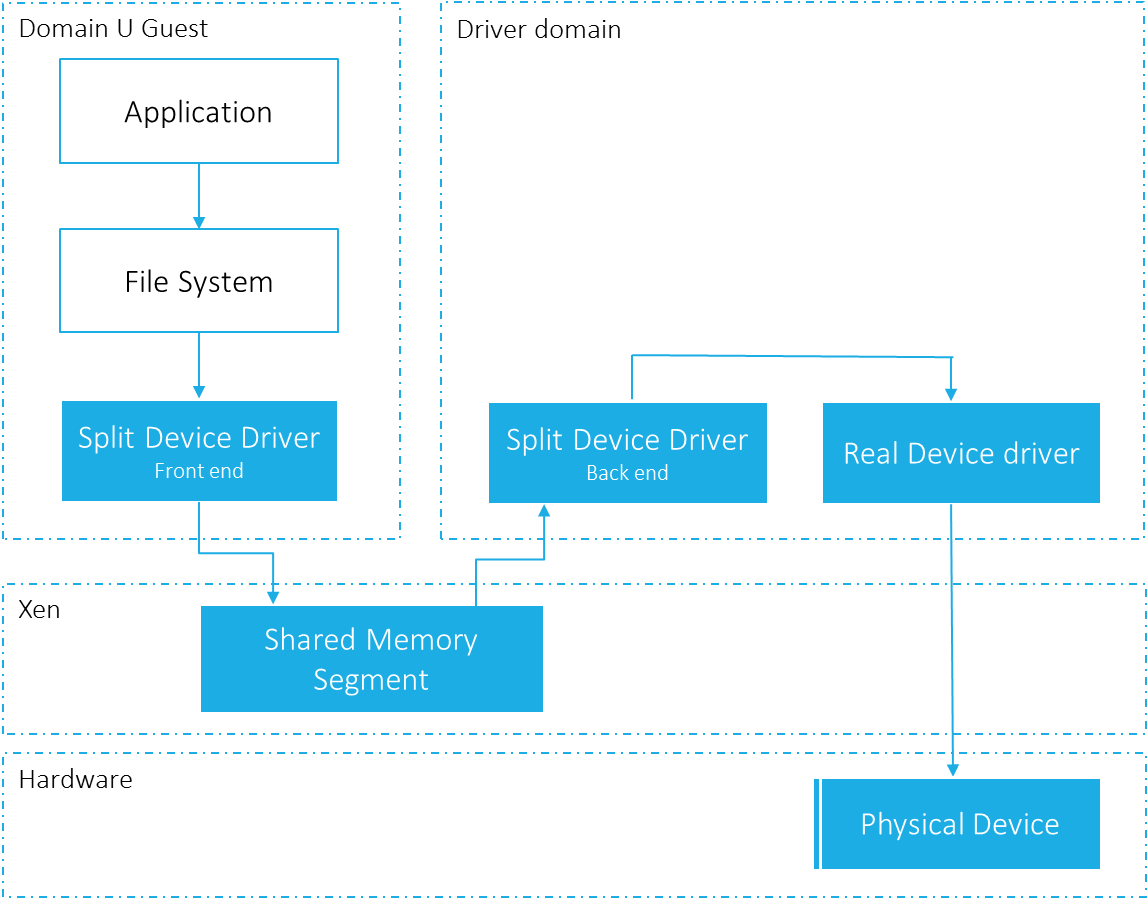 Domain U Guest
Application
File System
Split Device Driver
Front end
Driver domain
Split Device Driver
Back end
Real Device driver
Xen
Shared Memory
Segment
Hardware
Physical Device